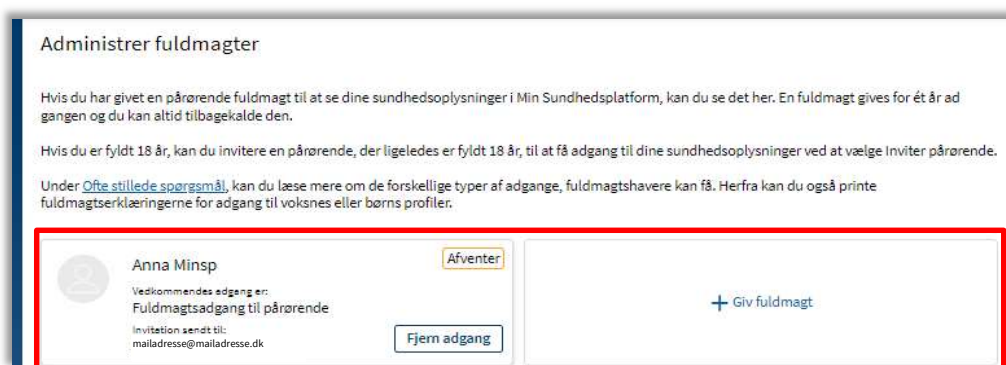 Administrer fuldmagter
Hvis du har givet en pårørende fuldmagt til at se dine sundhedsoplysninger i Min Sundhedsplatform, kan du se det her. En fuldmagt gives for ét år ad
gangen og du kan altid tilbagekalde den.
Hvis du er fyldt 18 år, kan du invitere en pårørende, der ligeledes er fyldt 18 år, til at få adgang til dine sundhedsoplysninger ved at vælge Inviter pårørende.
Under Ofte stillede spørgsmål, kan du læse mere om de forskellige typer af adgange, fuldmagtshavere kan få. Herfra kan du også printe
fuldmagtserklæringerne for adgang til voksnes eller børns profiler.
Anna Minsp
Afventer
Vedkommendes adgang er:
Fuldmagtsadgang til pårørende
Invitation sendt til:
mailadresse@mailadresse.dk
Fjern adgang
+ Giv fuldmagt